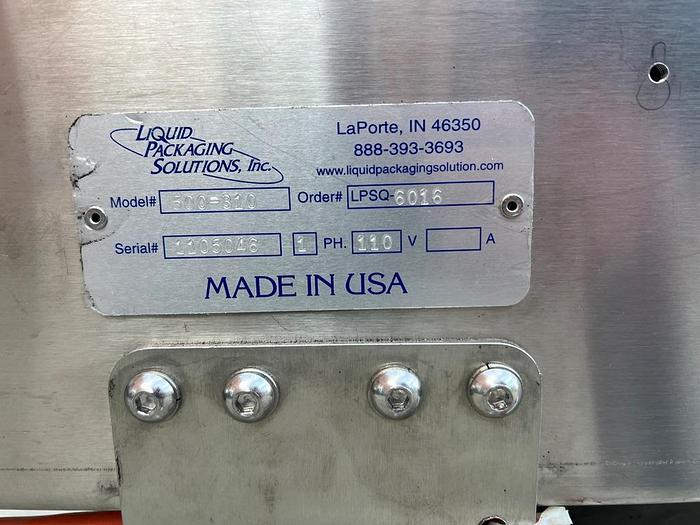 LIQUID
PACKAGING
SOLUTIONS, Inc.
LaPorte, IN 46350
888-393-3693
www.liquidpackagingsolution.com
Model# 500-310 Order# LPSQ-6016
Serial# 1105046 1 PH. 110 V A
MADE IN USA